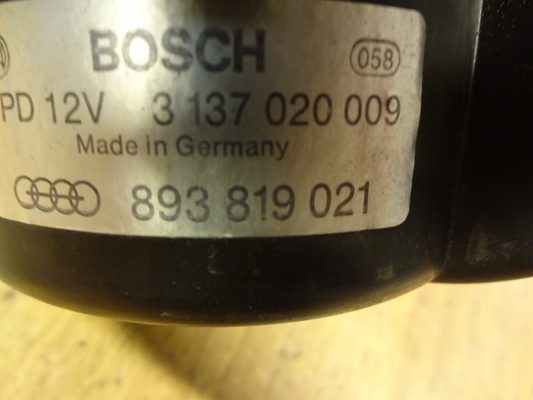 BOSCH 058
PD 12V 3 137 020 009
Made in Germany
893 819 021